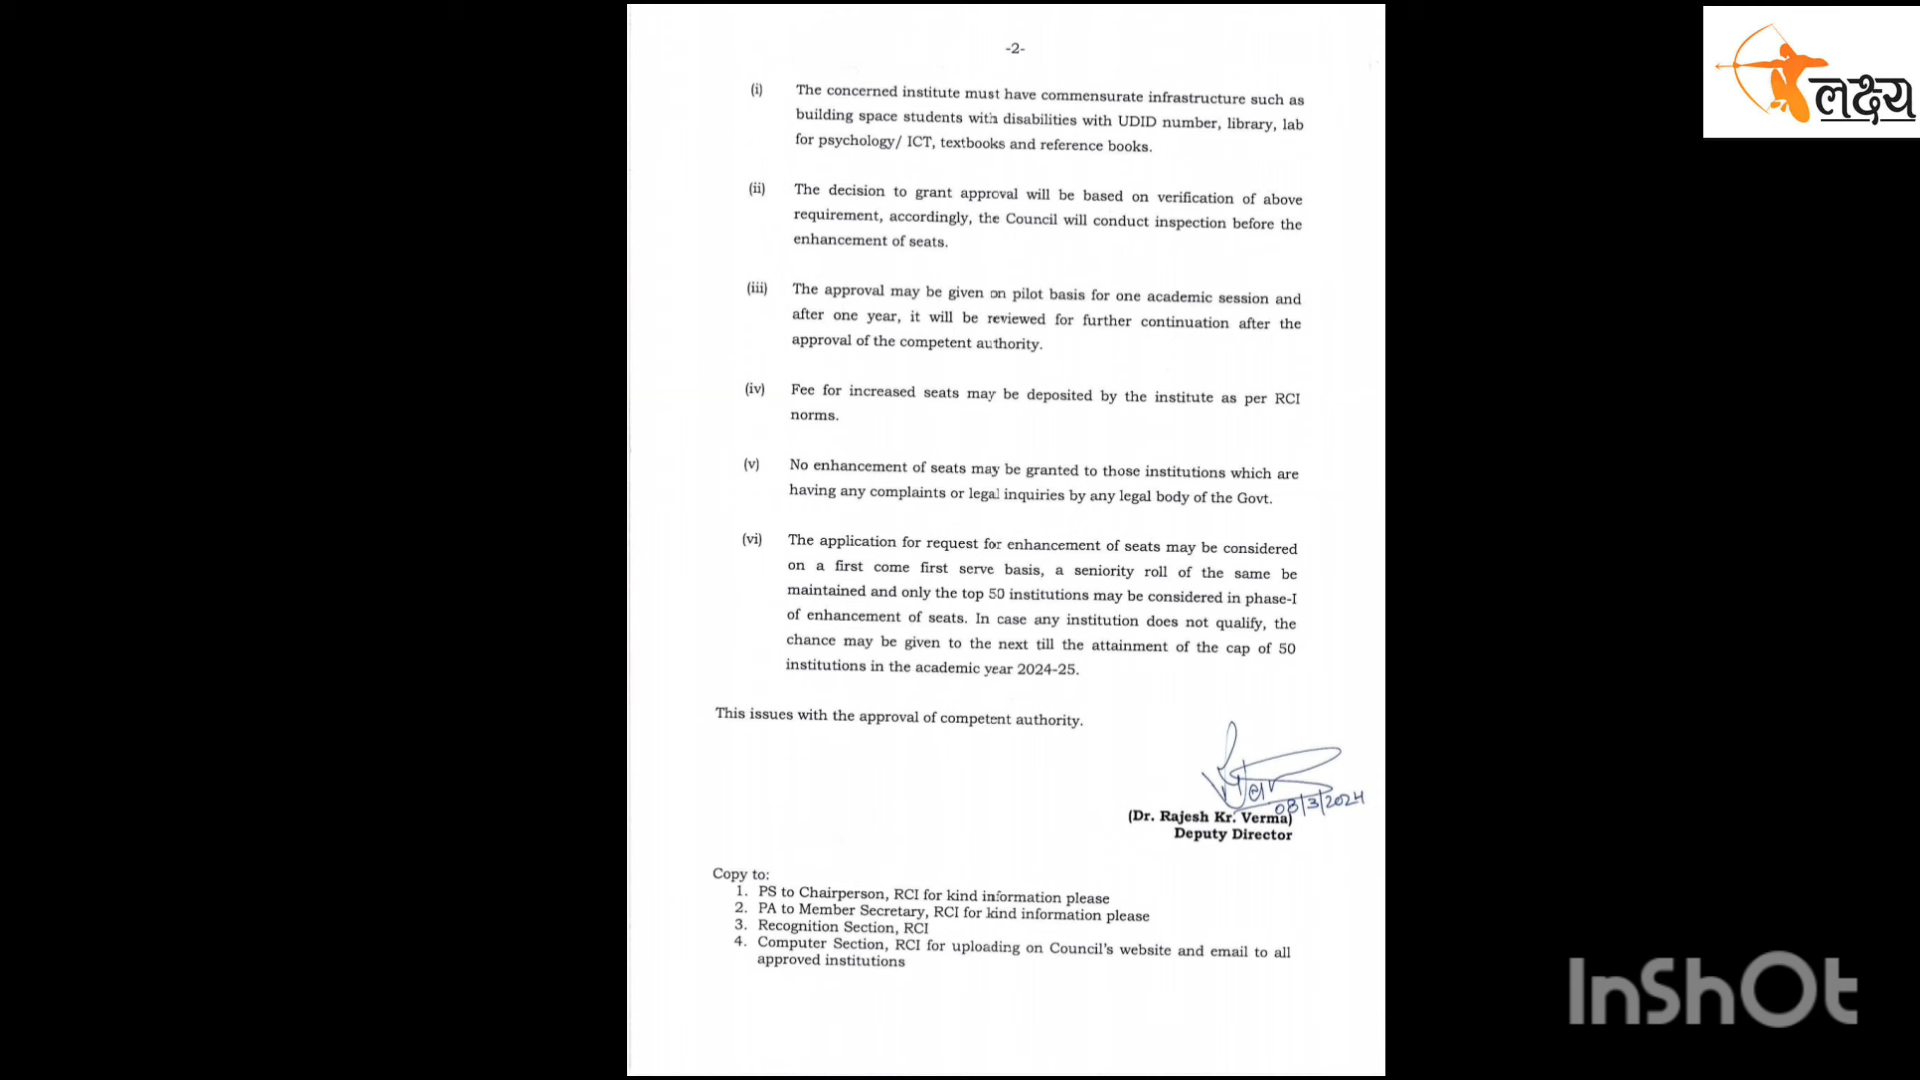 -2-
लक्ष्य
(i) The concerned institute must have commensurate infrastructure such as
building space students with disabilities with UDID number, library, lab
for psychology/ ICT, textbooks and reference books.
(ii) The decision to grant approval will be based on verification of above
requirement, accordingly, the Council will conduct inspection before the
enhancement of seats.
(iii) The approval may be given on pilot basis for one academic session and
after one year, it will be reviewed for further continuation after the
approval of the competent authority.
(iv) Fee for increased seats may be deposited by the institute as per RCI
norms.
(v) No enhancement of seats may be granted to those institutions which are
having any complaints or legal inquiries by any legal body of the Govt.
(vi) The application for request for enhancement of seats may be considered
on a first come first serve basis, a seniority roll of the same be
maintained and only the top 50 institutions may be considered in phase-I
of enhancement of seats. In case any institution does not qualify, the
chance may be given to the next till the attainment of the cap of 50
institutions in the academic year 2024-25.
This issues with the approval of competent authority.
08/3/2024
(Dr. Rajesh Kr. Verma)
Deputy Director
Copy to:
1. PS to Chairperson, RCI for kind information please
2. PA to Member Secretary, RCI for kind information please
3. Recognition Section, RCI
4. Computer Section, RCI for uploading on Council's website and email to all
approved institutions
InShOt